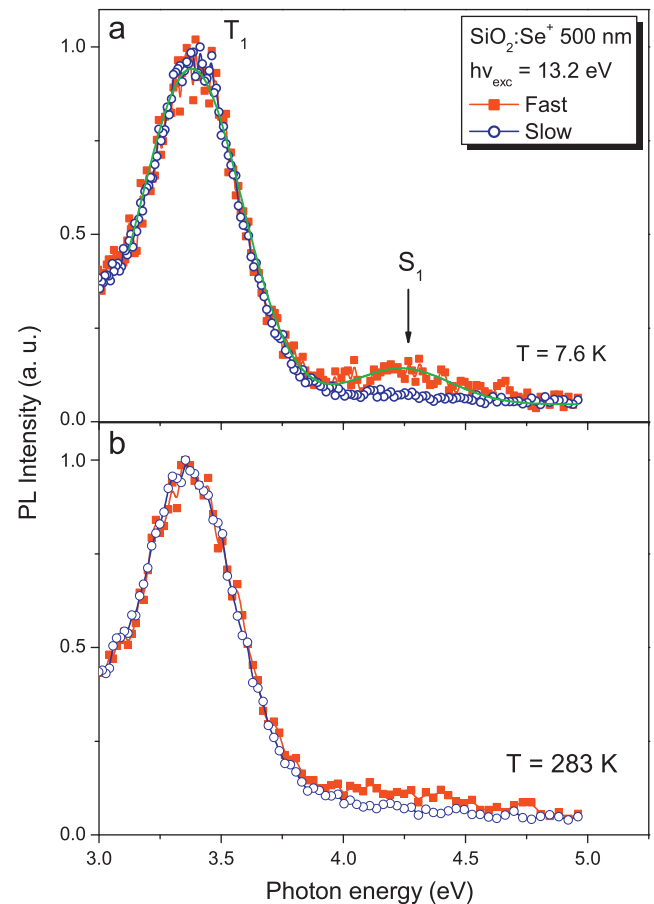 a
T₁
SiO₂:Se⁺ 500 nm
hν_exc = 13.2 eV
Fast
Slow
1.0
0.5
0.0
S₁
T = 7.6 K
PL Intensity (a. u.)
b
1.0
0.5
0.0
T = 283 K
3.0 3.5 4.0 4.5 5.0
Photon energy (eV)